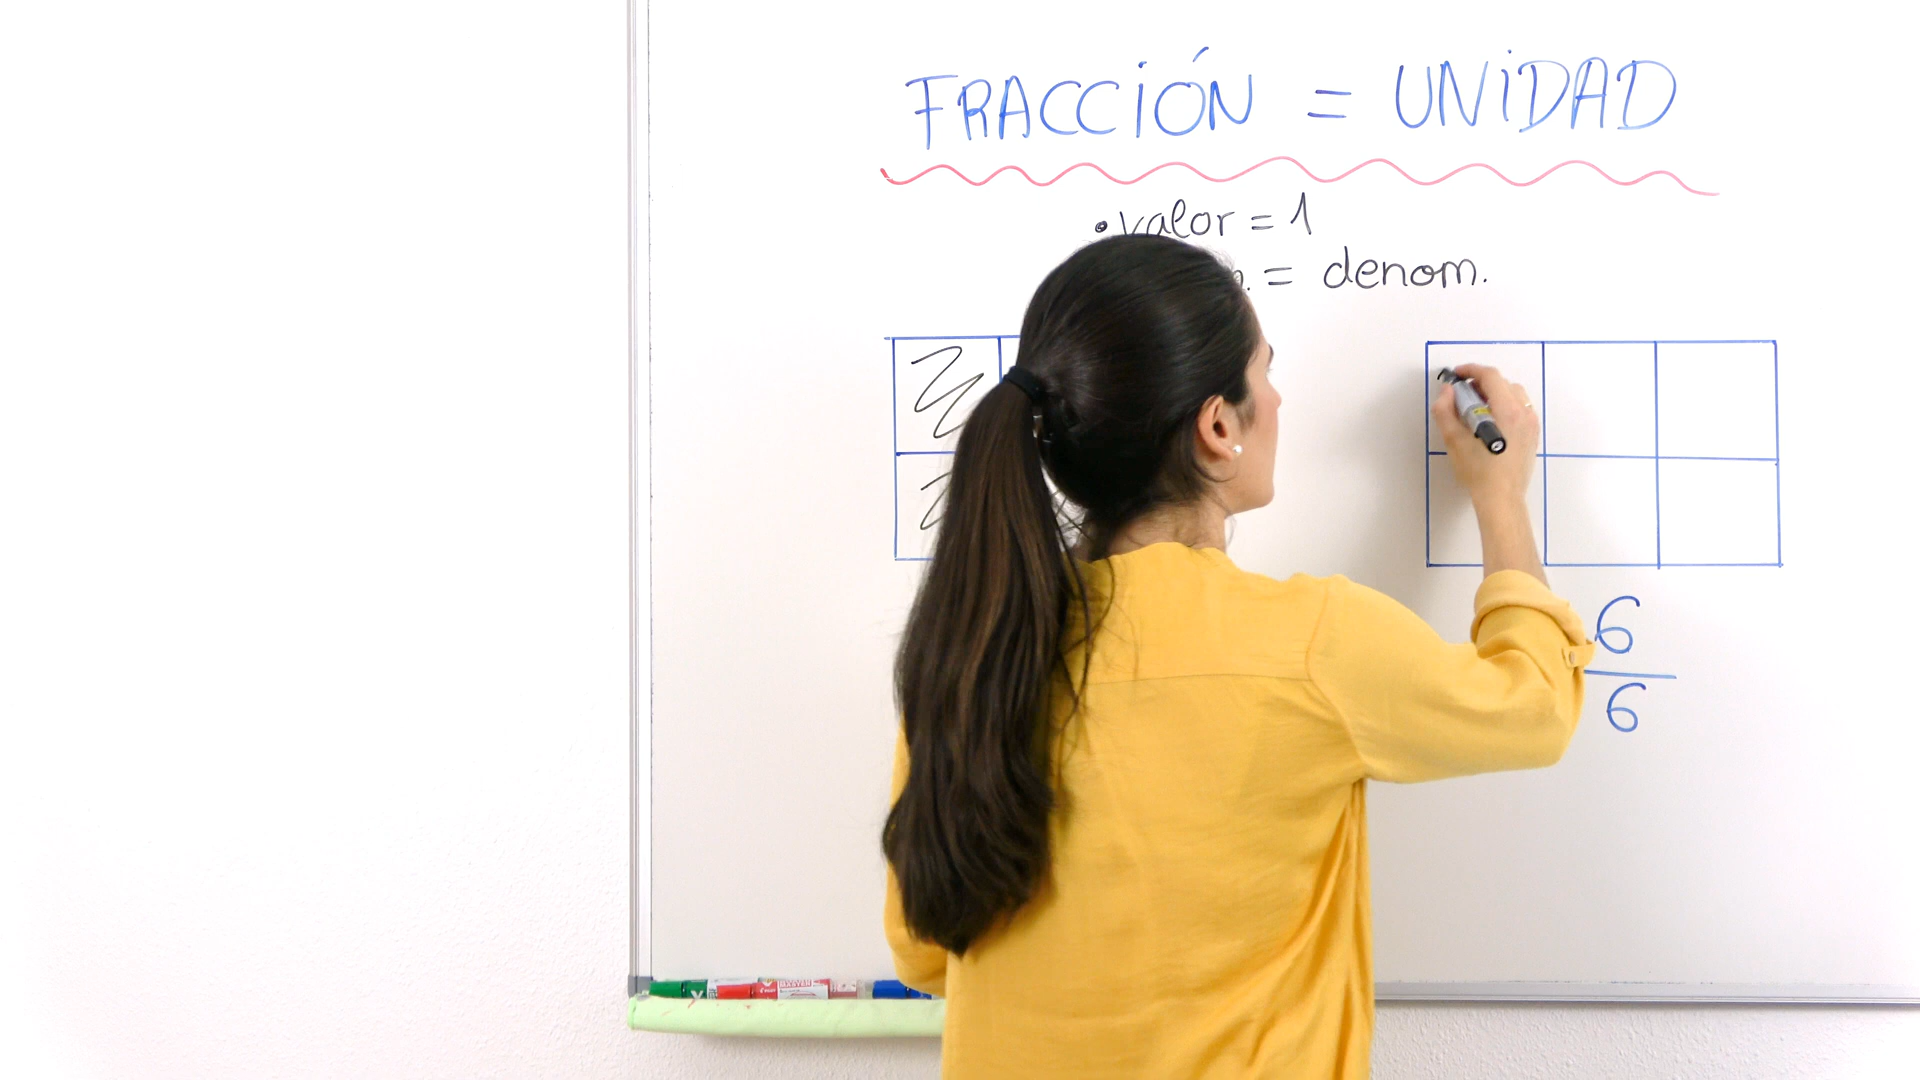 FRACCIÓN = UNIDAD
• valor = 1
= denom.
6
6